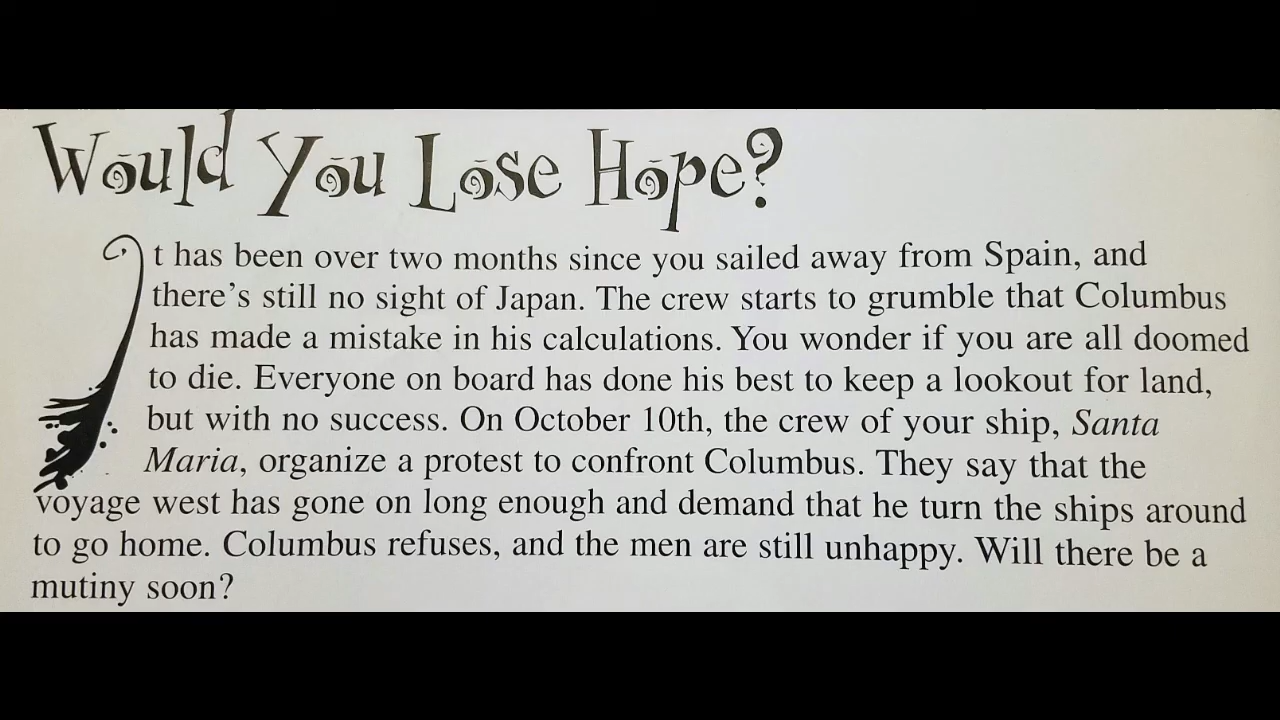 Would You Lose Hope?
It has been over two months since you sailed away from Spain, and
there's still no sight of Japan. The crew starts to grumble that Columbus
has made a mistake in his calculations. You wonder if you are all doomed
to die. Everyone on board has done his best to keep a lookout for land,
but with no success. On October 10th, the crew of your ship, Santa
Maria, organize a protest to confront Columbus. They say that the
voyage west has gone on long enough and demand that he turn the ships around
to go home. Columbus refuses, and the men are still unhappy. Will there be a
mutiny soon?